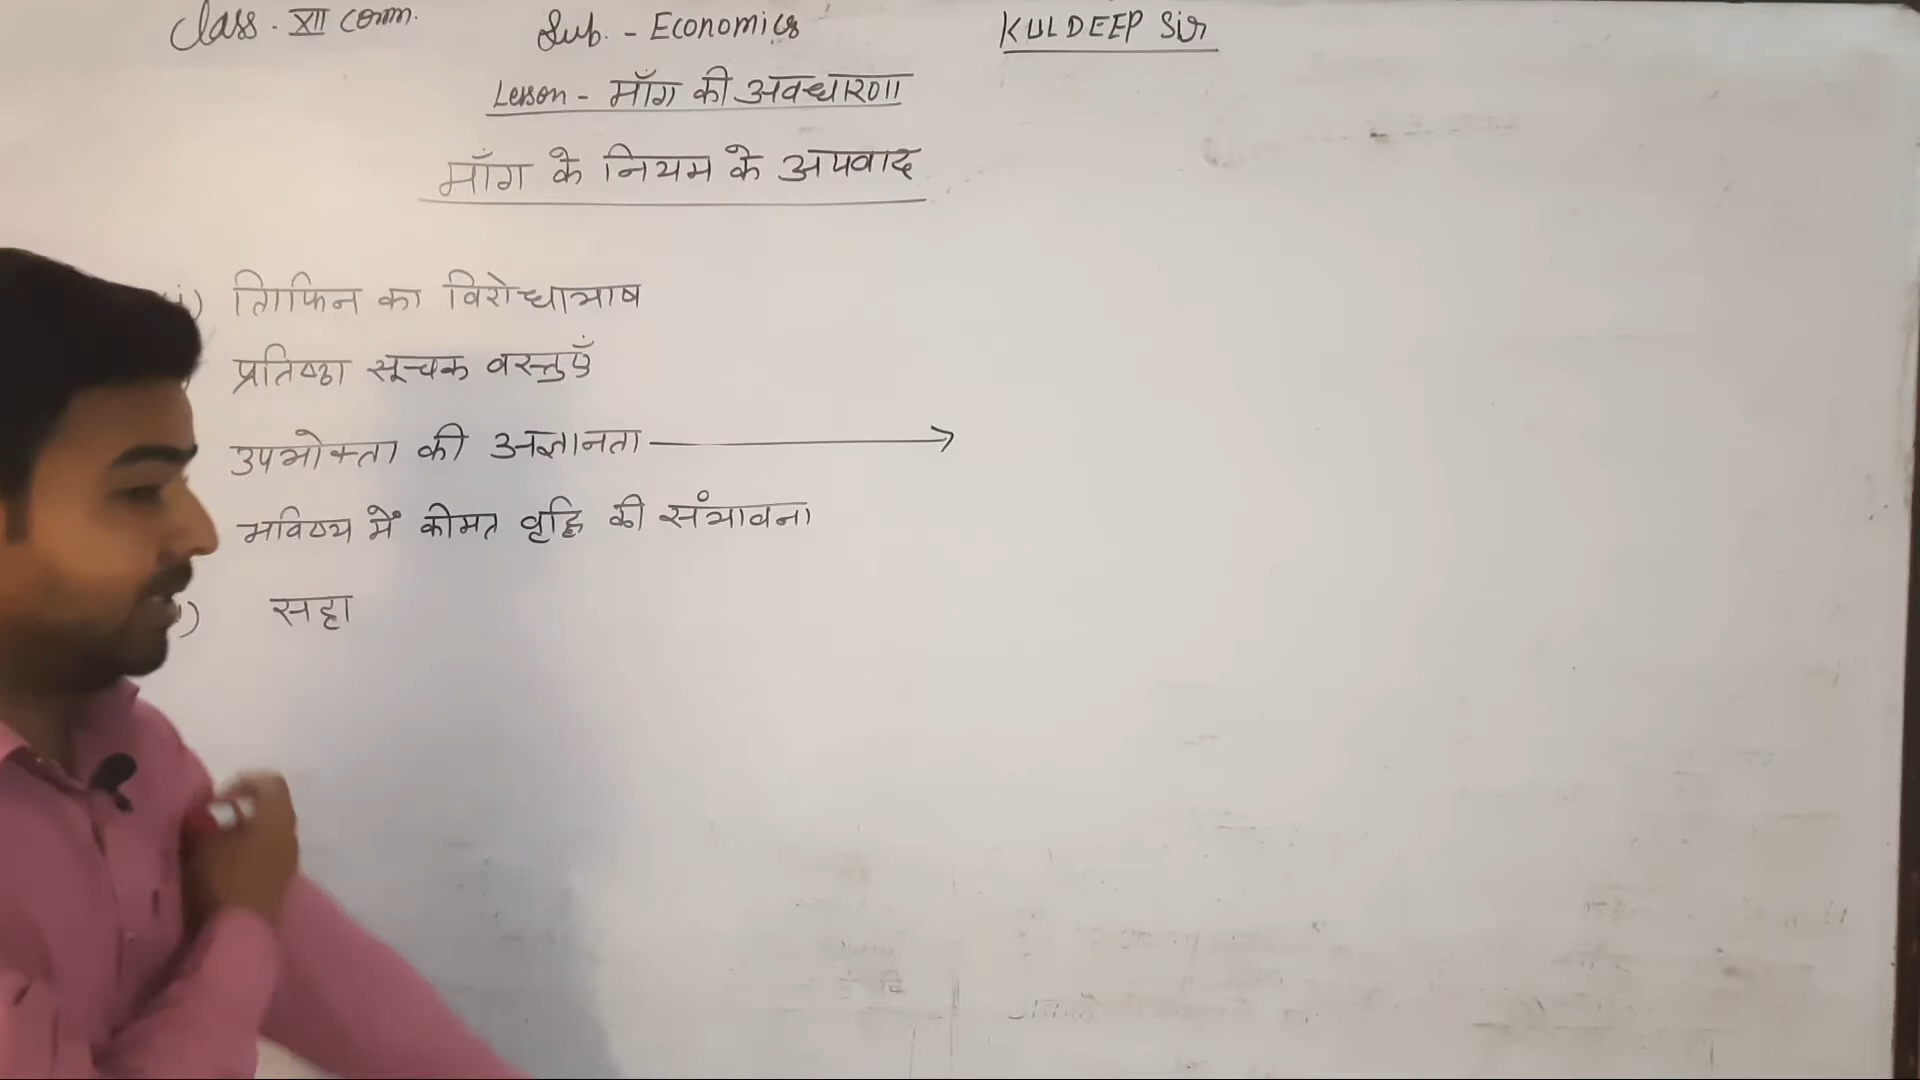 Class. XII comm. Sub. - Economics KULDEEP Sir
Lesson - माँग की अवधारणा
माँग के नियम के अपवाद
i) गिफिन का विरोधाभाष
प्रतिष्ठा सूचक वस्तुएँ
उपभोक्ता की अज्ञानता →
भविष्य में कीमत वृद्धि की संभावना
) सट्टा